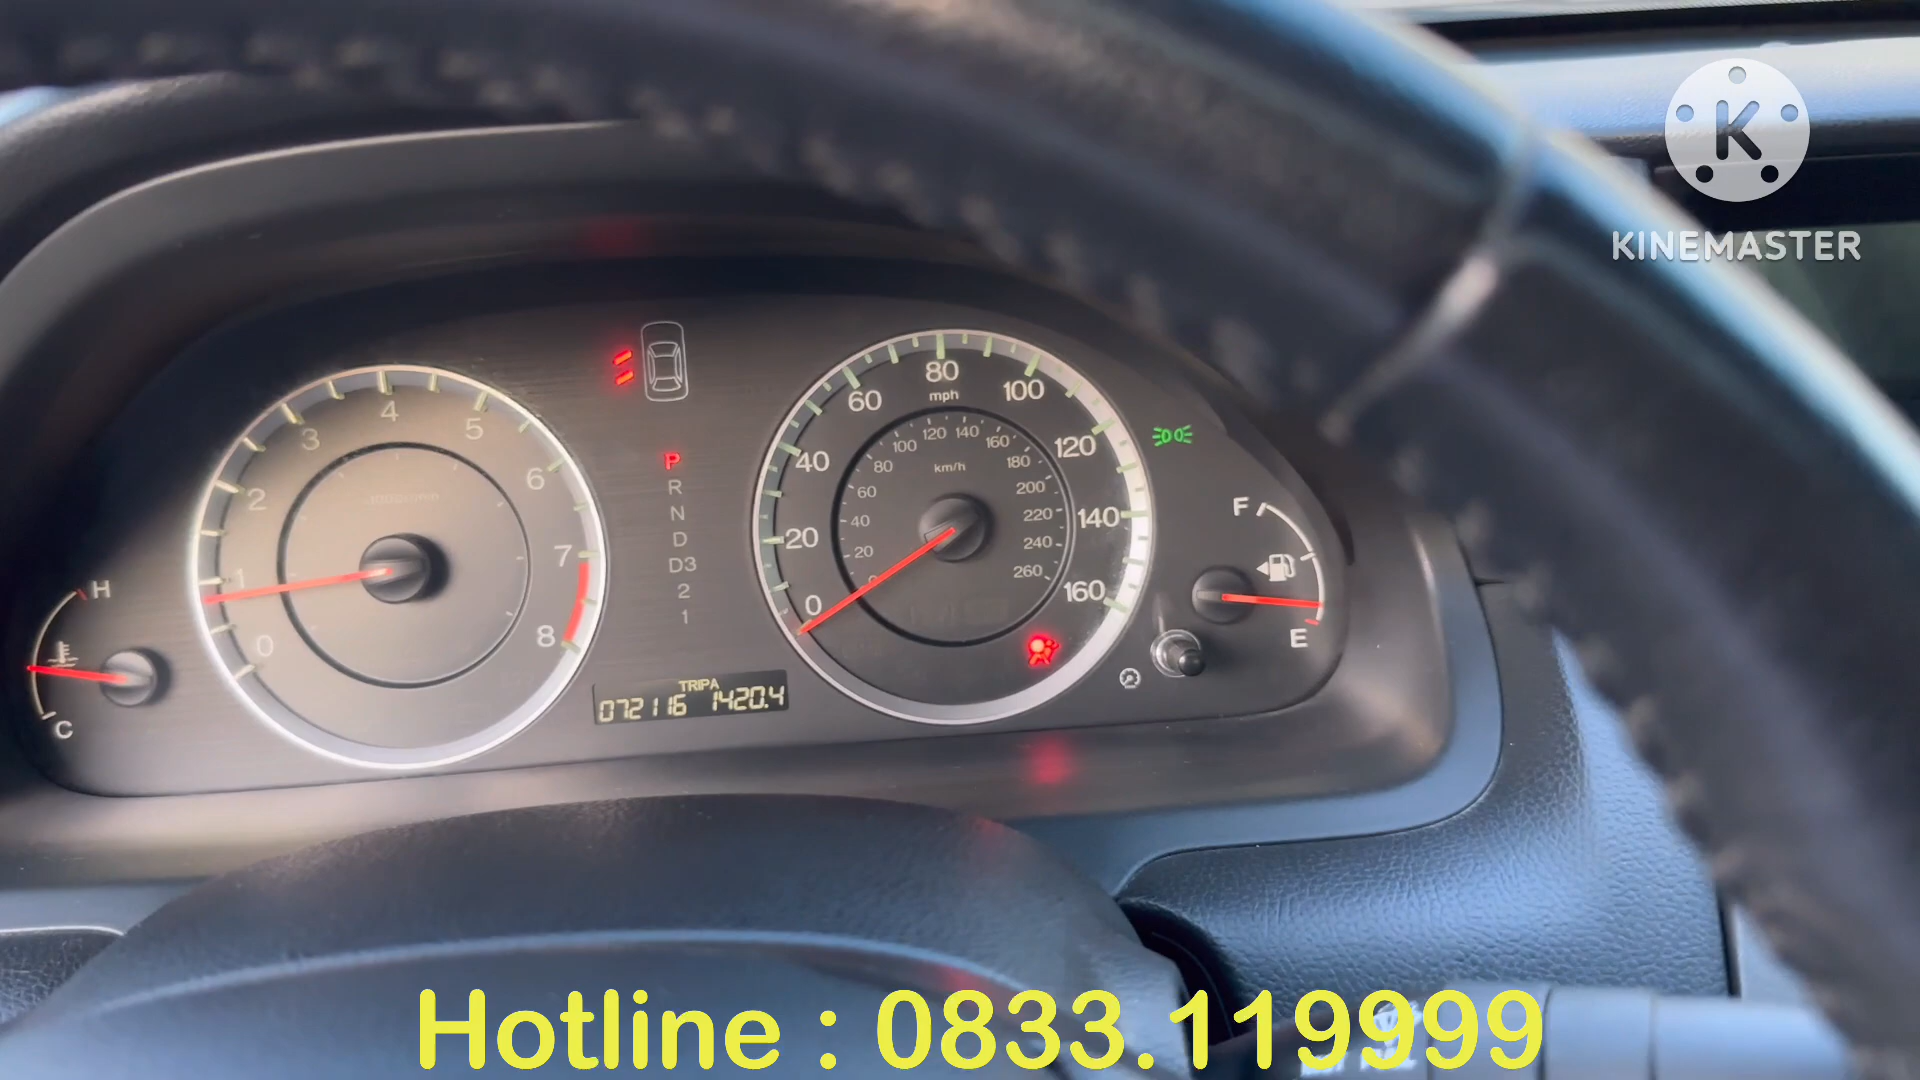 K
KINEMASTER
0 1 2 3 4 5 6 7 8
H
C
P
R
N
D
D3
2
1
TRIP A
072116 1420.4
0 20 40 60 80 100 120 140 160
mph
km/h
0 20 40 60 80 100 120 140 160 180 200 220 240 260
F
E
Hotline : 0833.119999